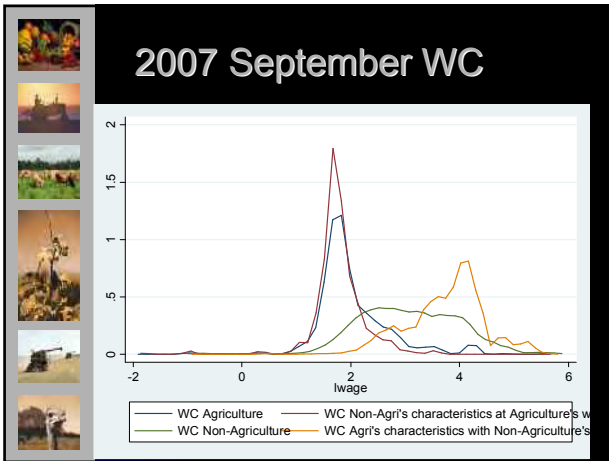 2007 September WC
2
1.5
1
.5
0
-2 0 2 4 6
lwage
WC Agriculture WC Non-Agri's characteristics at Agriculture's w
WC Non-Agriculture WC Agri's characteristics with Non-Agriculture's